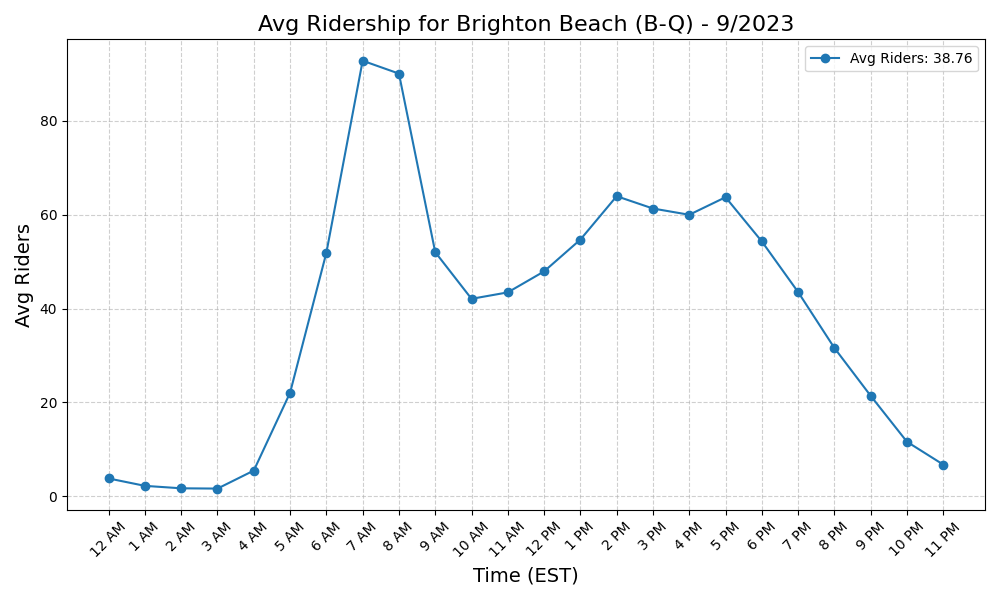 Avg Ridership for Brighton Beach (B-Q) - 9/2023
Avg Riders: 38.76
Avg Riders
80
60
40
20
0
12 AM
1 AM
2 AM
3 AM
4 AM
5 AM
6 AM
7 AM
8 AM
9 AM
10 AM
11 AM
12 PM
1 PM
2 PM
3 PM
4 PM
5 PM
6 PM
7 PM
8 PM
9 PM
10 PM
11 PM
Time (EST)